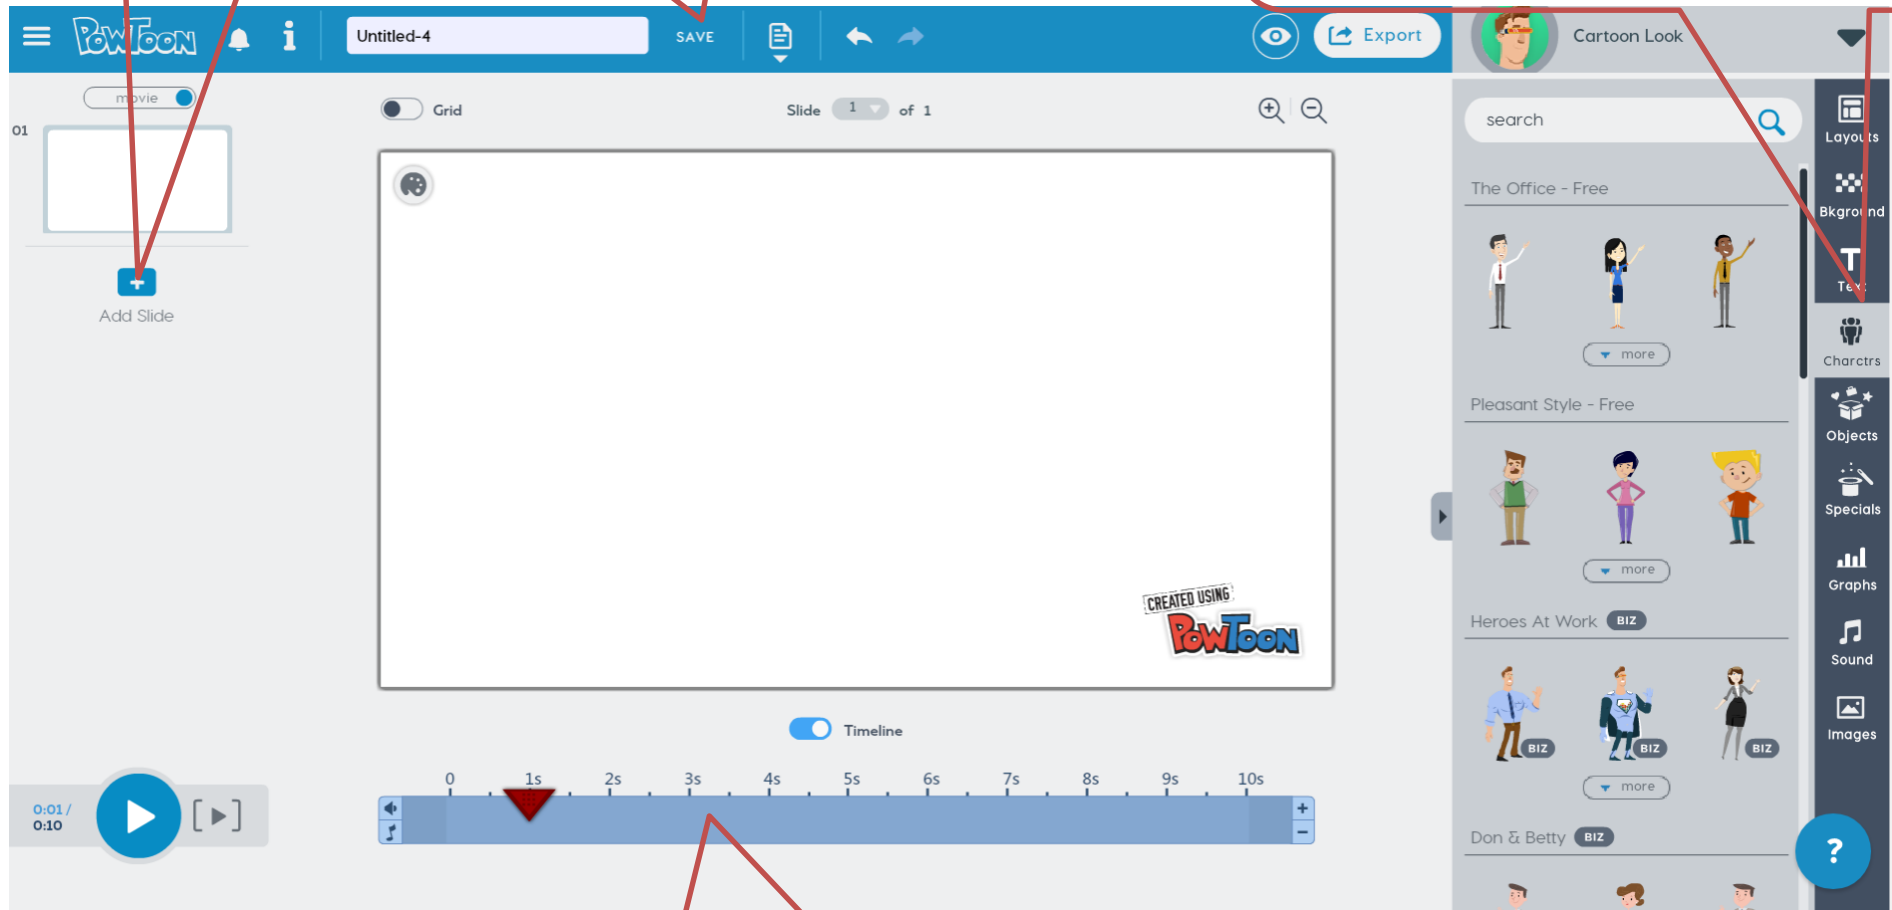 POWTOON
Untitled-4
SAVE
Export
Cartoon Look
movie
01
Add Slide
Grid
Slide 1 of 1
CREATED USING
POWTOON
Timeline
0 1s 2s 3s 4s 5s 6s 7s 8s 9s 10s
0:01 /
0:10
search
The Office - Free
more
Pleasant Style - Free
more
Heroes At Work BIZ
BIZ BIZ BIZ
more
Don & Betty BIZ
Layouts
Bkground
Text
Charctrs
Objects
Specials
Graphs
Sound
Images
?